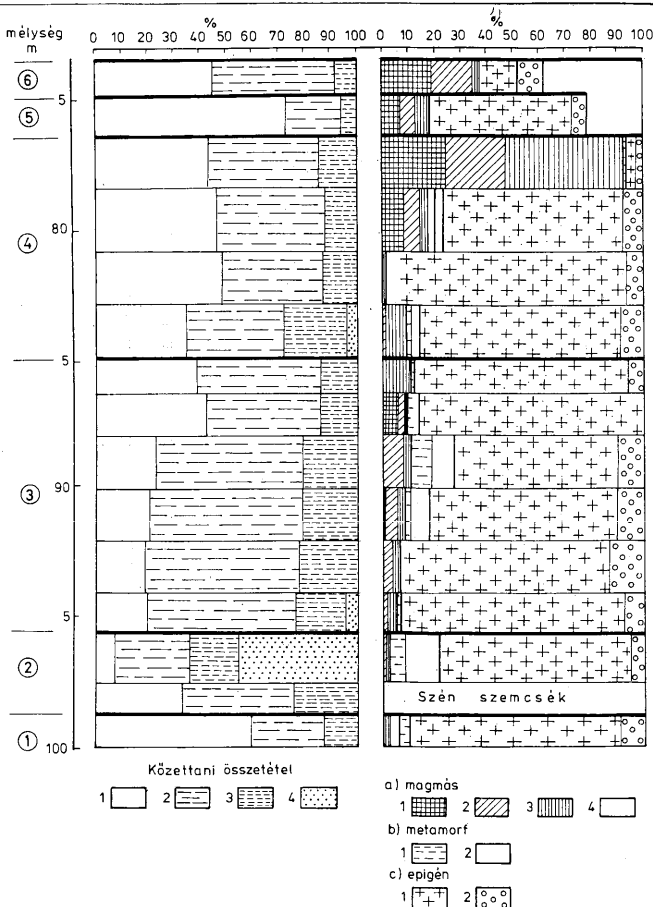 % %
mélység 0 10 20 30 40 50 60 70 80 90 100 0 10 20 30 40 50 60 70 80 90 100
m
6
5
5
4
80
5
3
90
5
2
Szén szemcsék
1
100
Kőzettani összetétel
1 2 3 4
a) magmás
1 2 3 4
b) metamorf
1 2
c) epigén
1 2